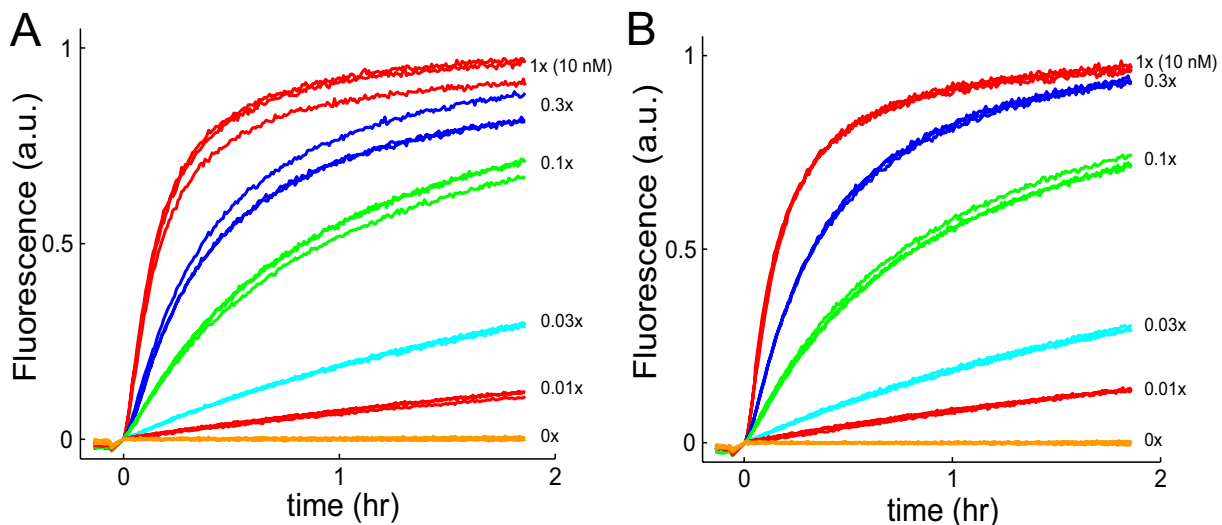 A
Fluorescence (a.u.)
1
0.5
0
1x (10 nM)
0.3x
0.1x
0.03x
0.01x
0x
0
1
2
time (hr)
B
Fluorescence (a.u.)
1
0.5
0
1x (10 nM)
0.3x
0.1x
0.03x
0.01x
0x
0
1
2
time (hr)